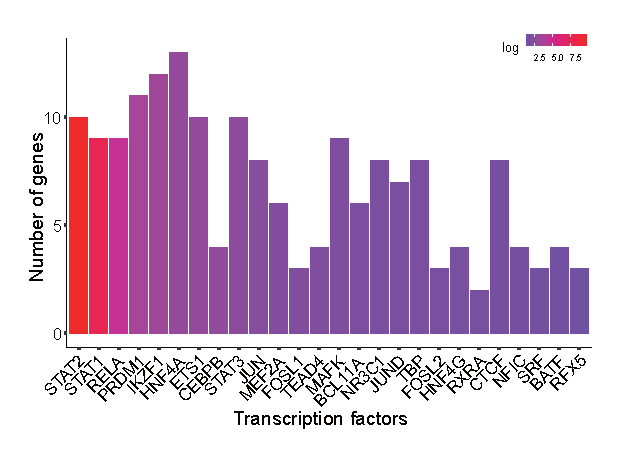 log
2.5 5.0 7.5
Number of genes
10
5
0
STAT2 STAT1 RELA PRDM1 IKZF1 HNF4A ETS1 CEBPB STAT3 JUN MEF2A FOSL1 TEAD4 MAFK BCL11A NR3C1 JUND TBP FOSL2 HNF4G RXRA CTCF NFIC SRF BATF RFX5
Transcription factors